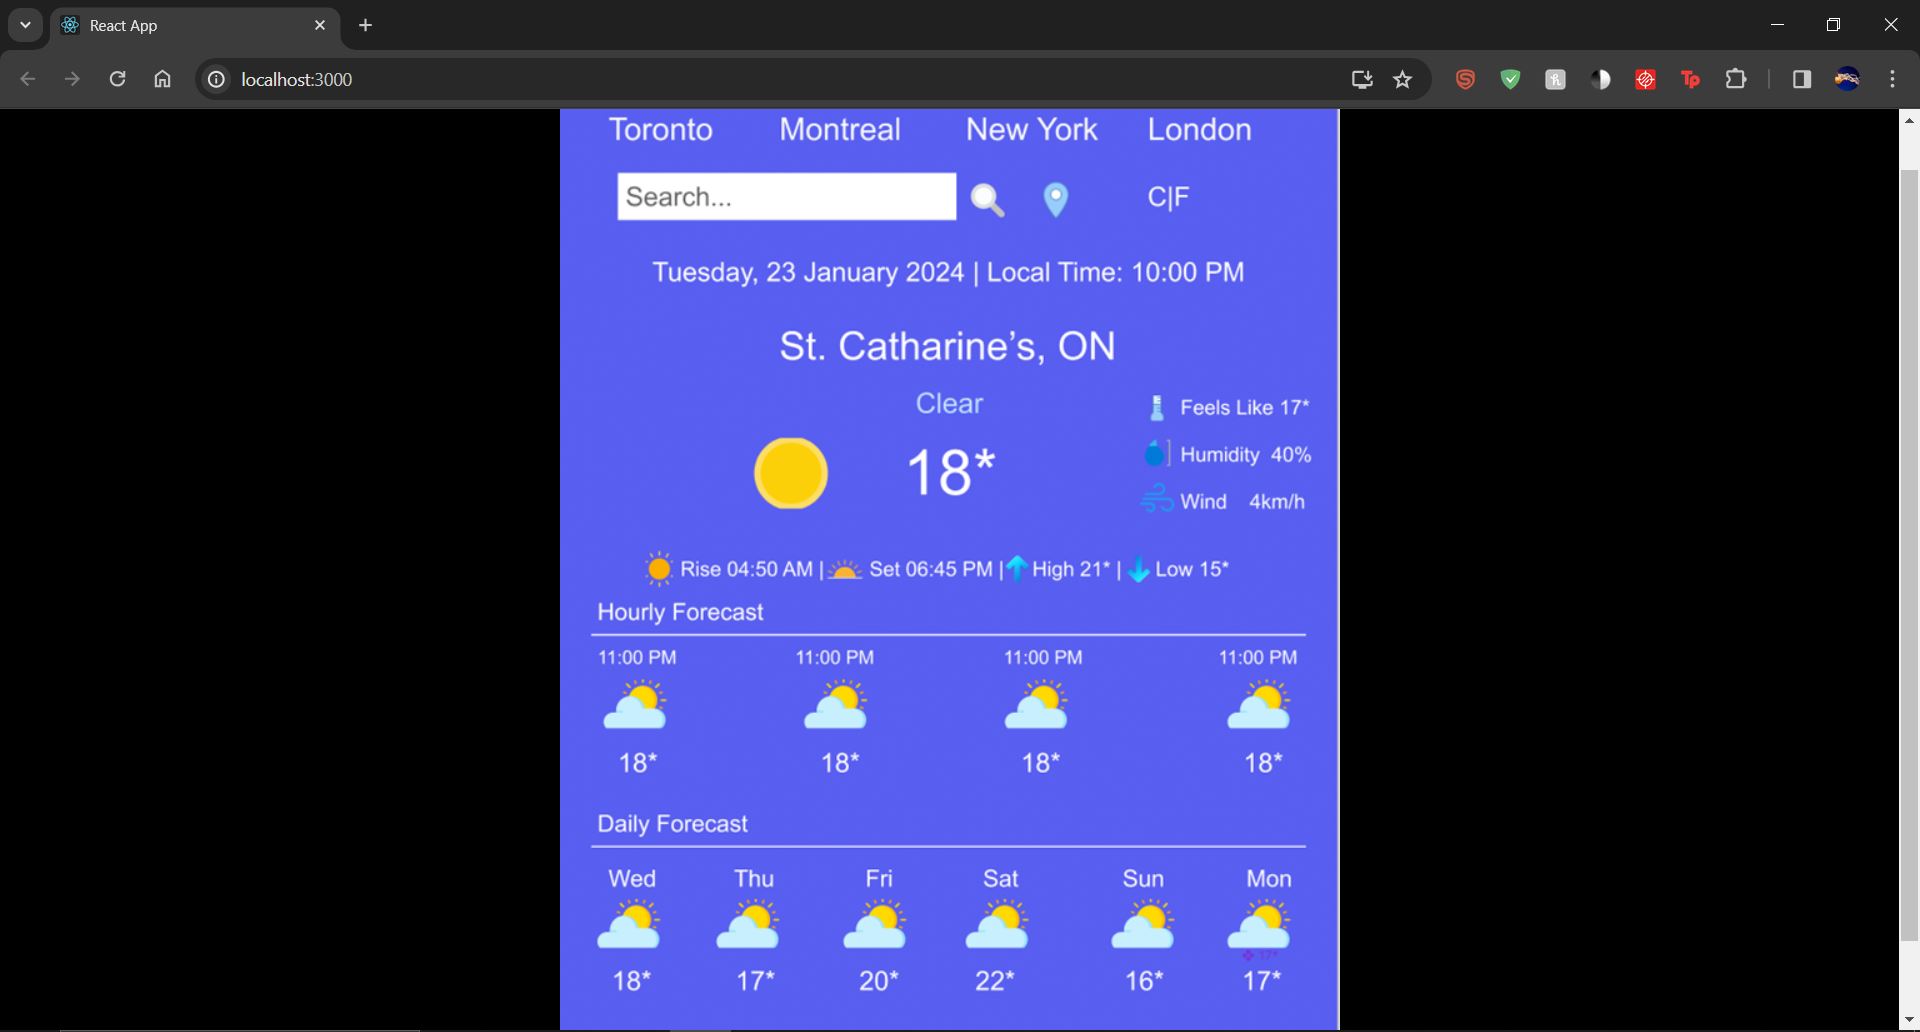 React App
localhost:3000
Tp
Toronto Montreal New York London
Search... C|F
Tuesday, 23 January 2024 | Local Time: 10:00 PM
St. Catharine’s, ON
Clear
Feels Like 17*
18*
Humidity 40%
Wind 4km/h
Rise 04:50 AM | Set 06:45 PM | High 21* | Low 15*
Hourly Forecast
11:00 PM 11:00 PM 11:00 PM 11:00 PM
18* 18* 18* 18*
Daily Forecast
Wed Thu Fri Sat Sun Mon
17*
18* 17* 20* 22* 16* 17*